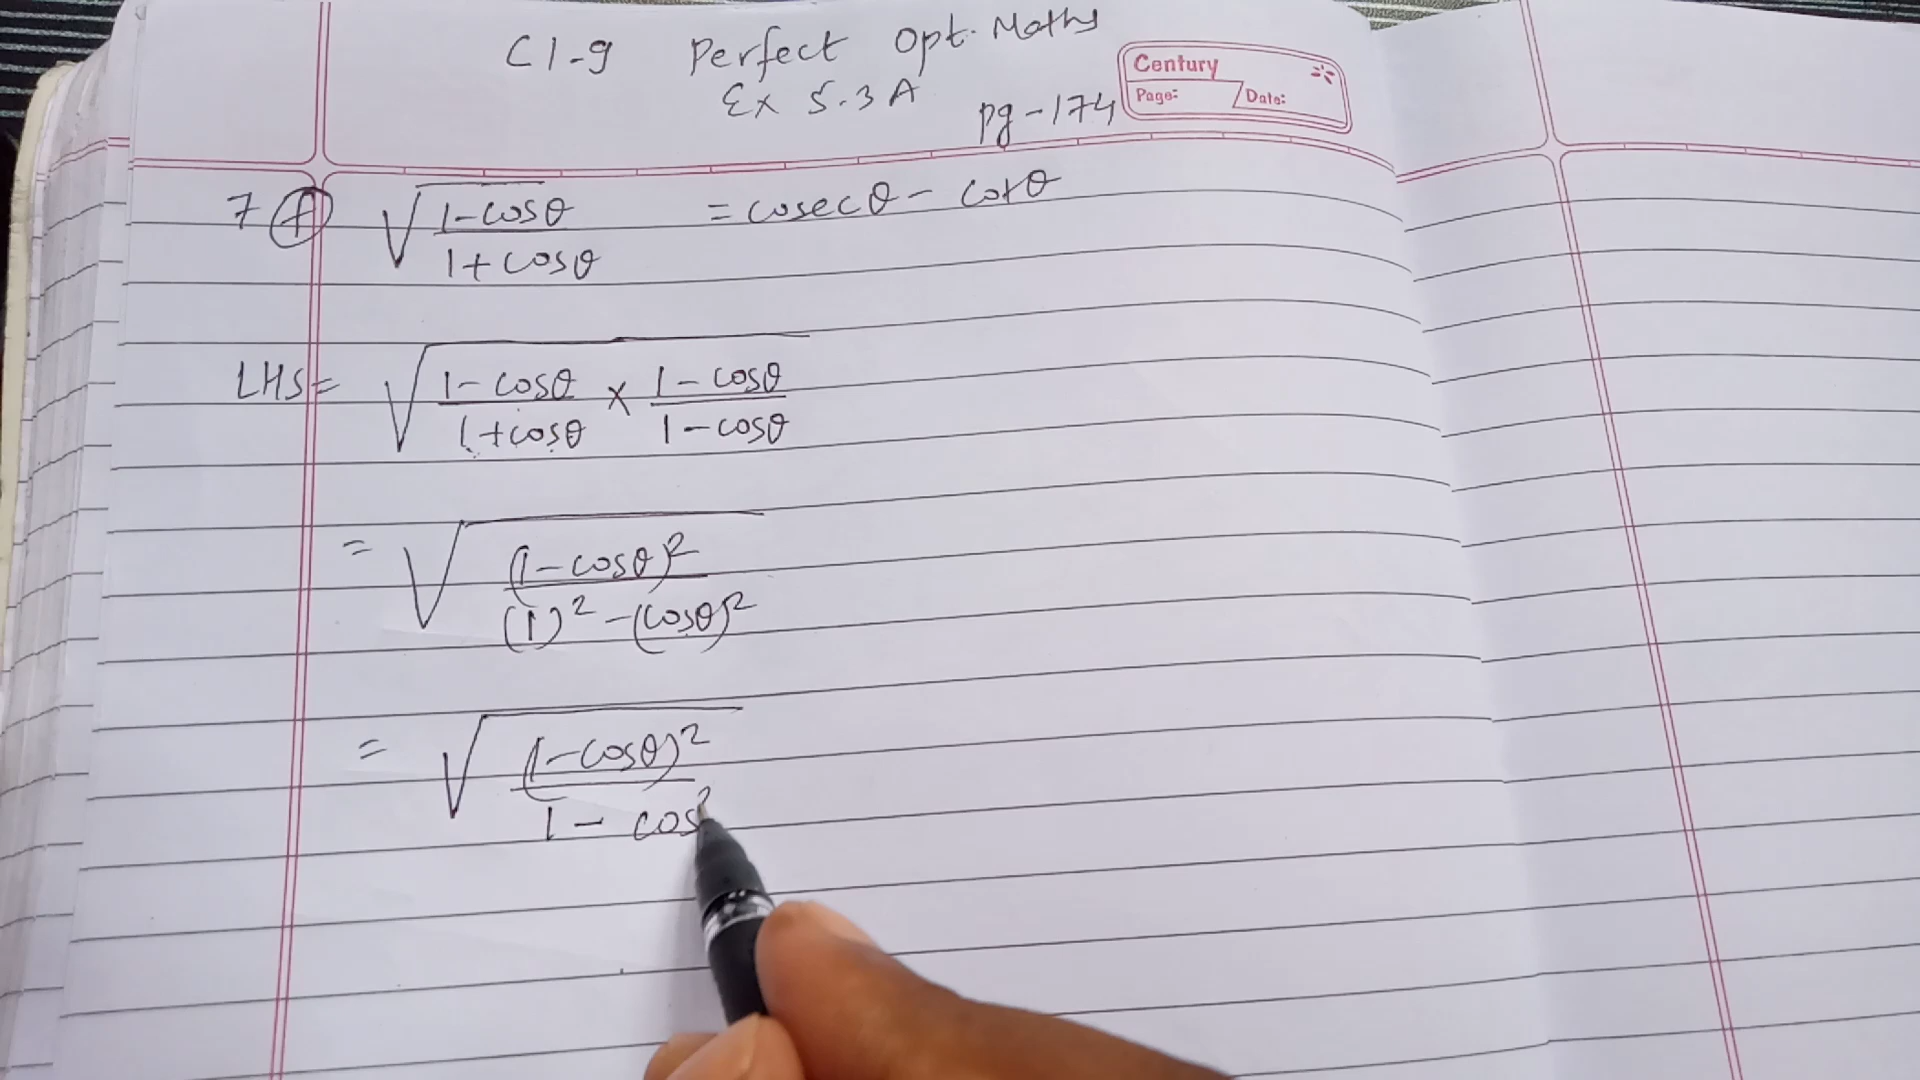 Cl-9 Perfect Opt. Maths
Ex 5.3 A
pg-174
Century
Page: Date:
7 (f) √((1-cosθ)/(1+cosθ)) = cosecθ - cotθ
LHS = √((1-cosθ)/(1+cosθ) × (1-cosθ)/(1-cosθ))
= √((1-cosθ)²/((1)²-(cosθ)²))
= √((1-cosθ)²/(1-cos²))